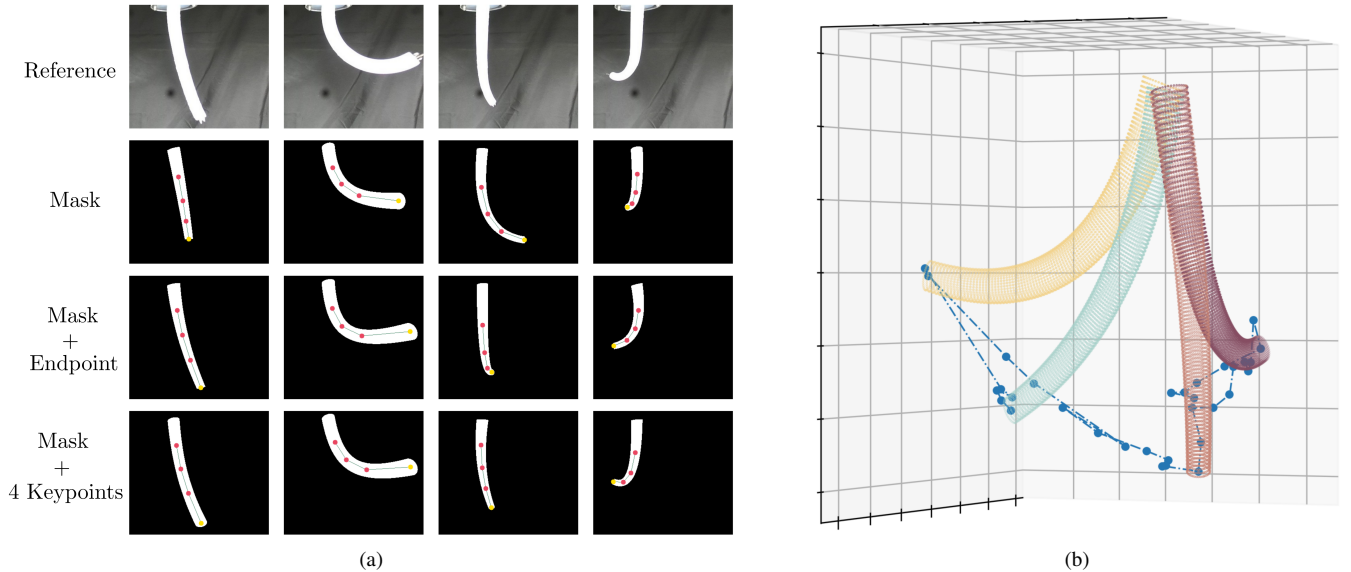 Reference
Mask
Mask
+
Endpoint
Mask
+
4 Keypoints
(a)
(b)